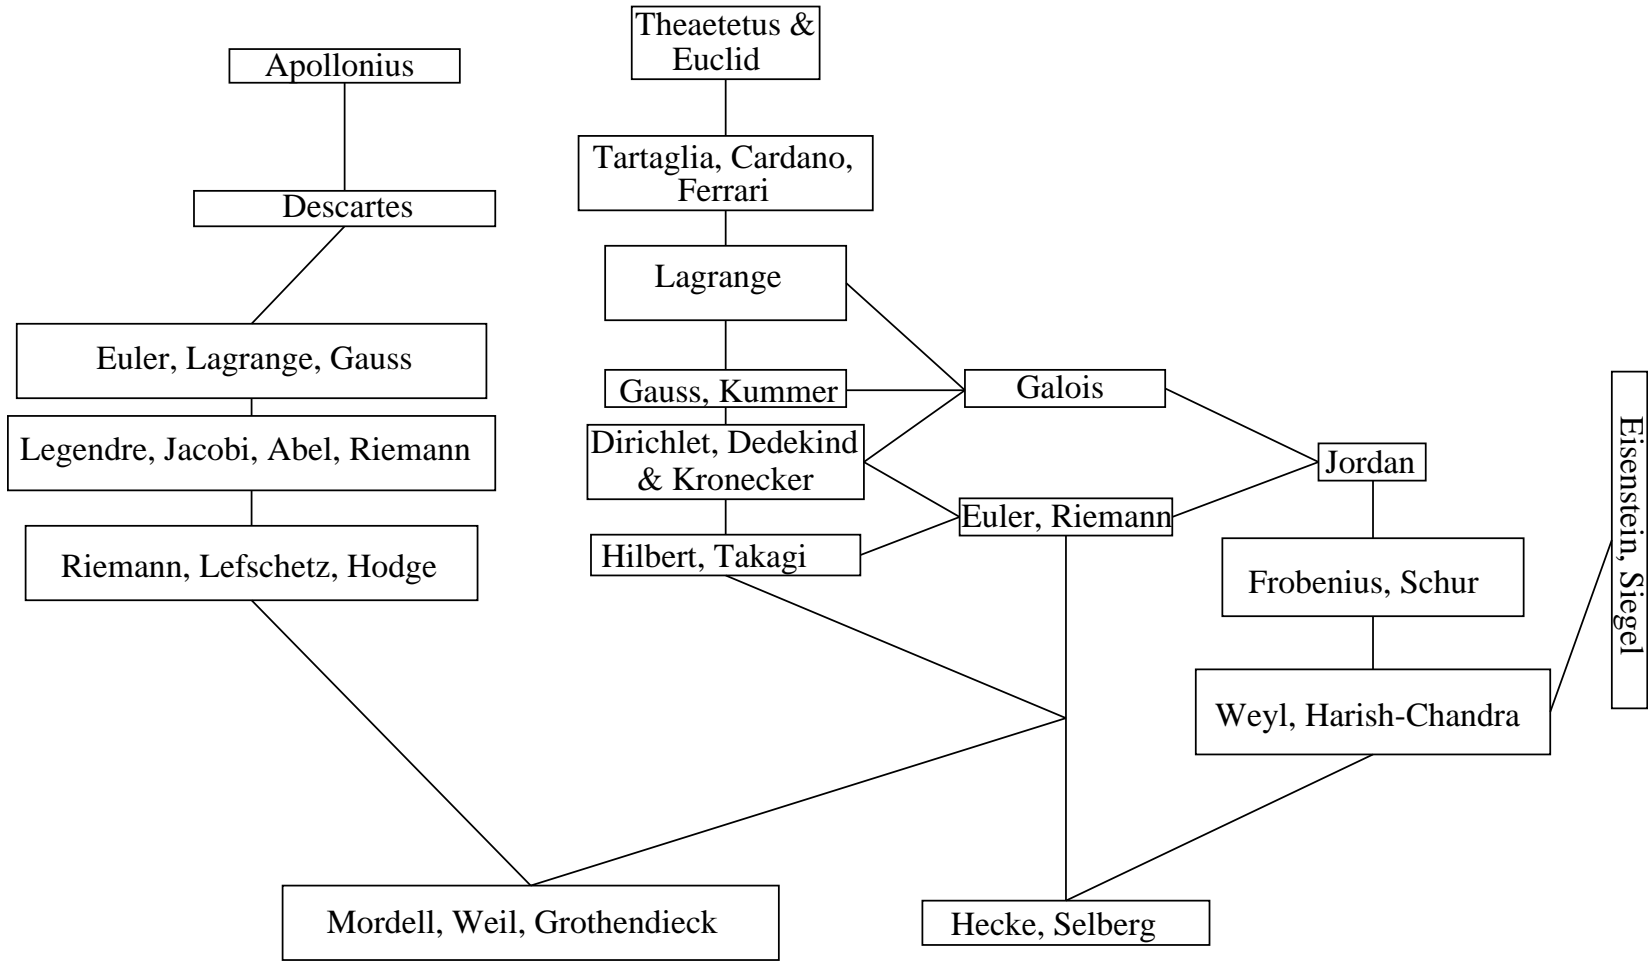 Theaetetus &
Euclid
Apollonius
Tartaglia, Cardano,
Ferrari
Descartes
Lagrange
Euler, Lagrange, Gauss
Gauss, Kummer
Galois
Legendre, Jacobi, Abel, Riemann
Dirichlet, Dedekind
& Kronecker
Jordan
Eisenstein, Siegel
Euler, Riemann
Riemann, Lefschetz, Hodge
Hilbert, Takagi
Frobenius, Schur
Weyl, Harish-Chandra
Mordell, Weil, Grothendieck
Hecke, Selberg